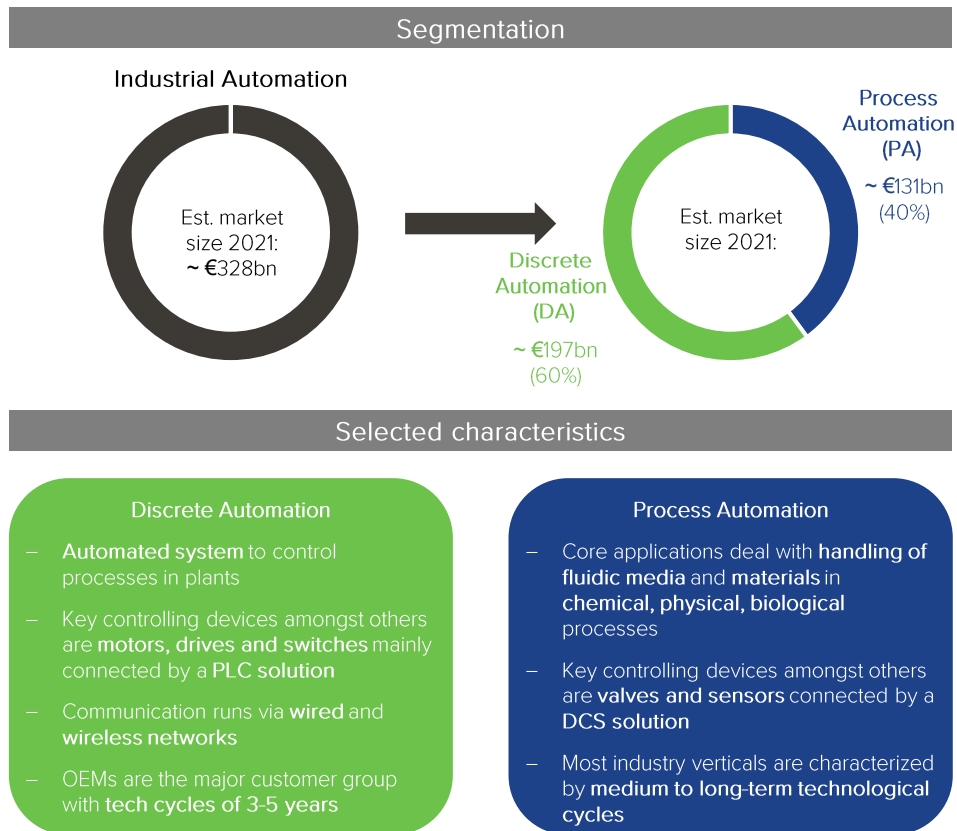 Segmentation
Industrial Automation
Est. market
size 2021:
~ €328bn
Est. market
size 2021:
Process
Automation
(PA)
~ €131bn
(40%)
Discrete
Automation
(DA)
~ €197bn
(60%)
Selected characteristics
Discrete Automation
– Automated system to control
processes in plants
– Key controlling devices amongst others
are motors, drives and switches mainly
connected by a PLC solution
– Communication runs via wired and
wireless networks
– OEMs are the major customer group
with tech cycles of 3-5 years
Process Automation
– Core applications deal with handling of
fluidic media and materials in
chemical, physical, biological
processes
– Key controlling devices amongst others
are valves and sensors connected by a
DCS solution
– Most industry verticals are characterized
by medium to long-term technological
cycles